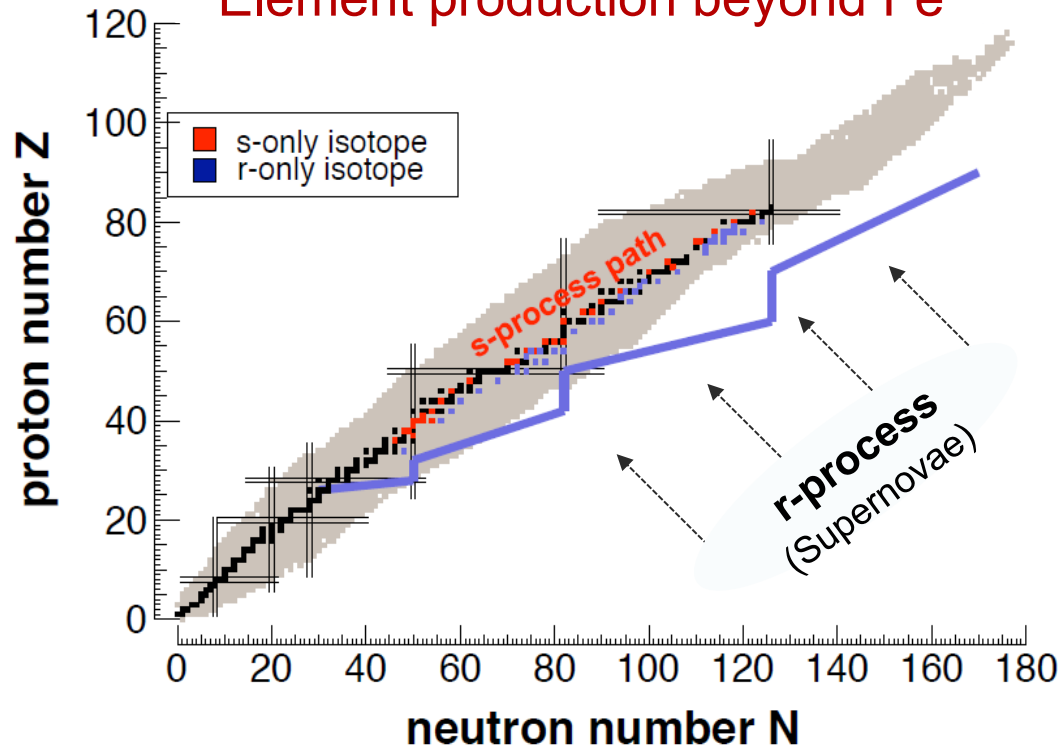 Element production beyond Fe
120
100
80
60
40
20
0
proton number Z
s-only isotope
r-only isotope
s-process path
r-process
(Supernovae)
0 20 40 60 80 100 120 140 160 180
neutron number N